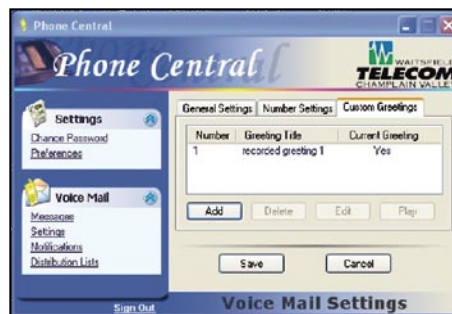 Phone Central
Phone Central
WAITSFIELD
TELECOM
CHAMPLAIN VALLEY
Settings
Change Password
Preferences
Voice Mail
Messages
Settings
Notifications
Distribution Lists
Sign Out
General Settings Number Settings Custom Greetings
Number Greeting Title Current Greeting
1 recorded greeting 1 Yes
Add Delete Edit Play
Save Cancel
Voice Mail Settings